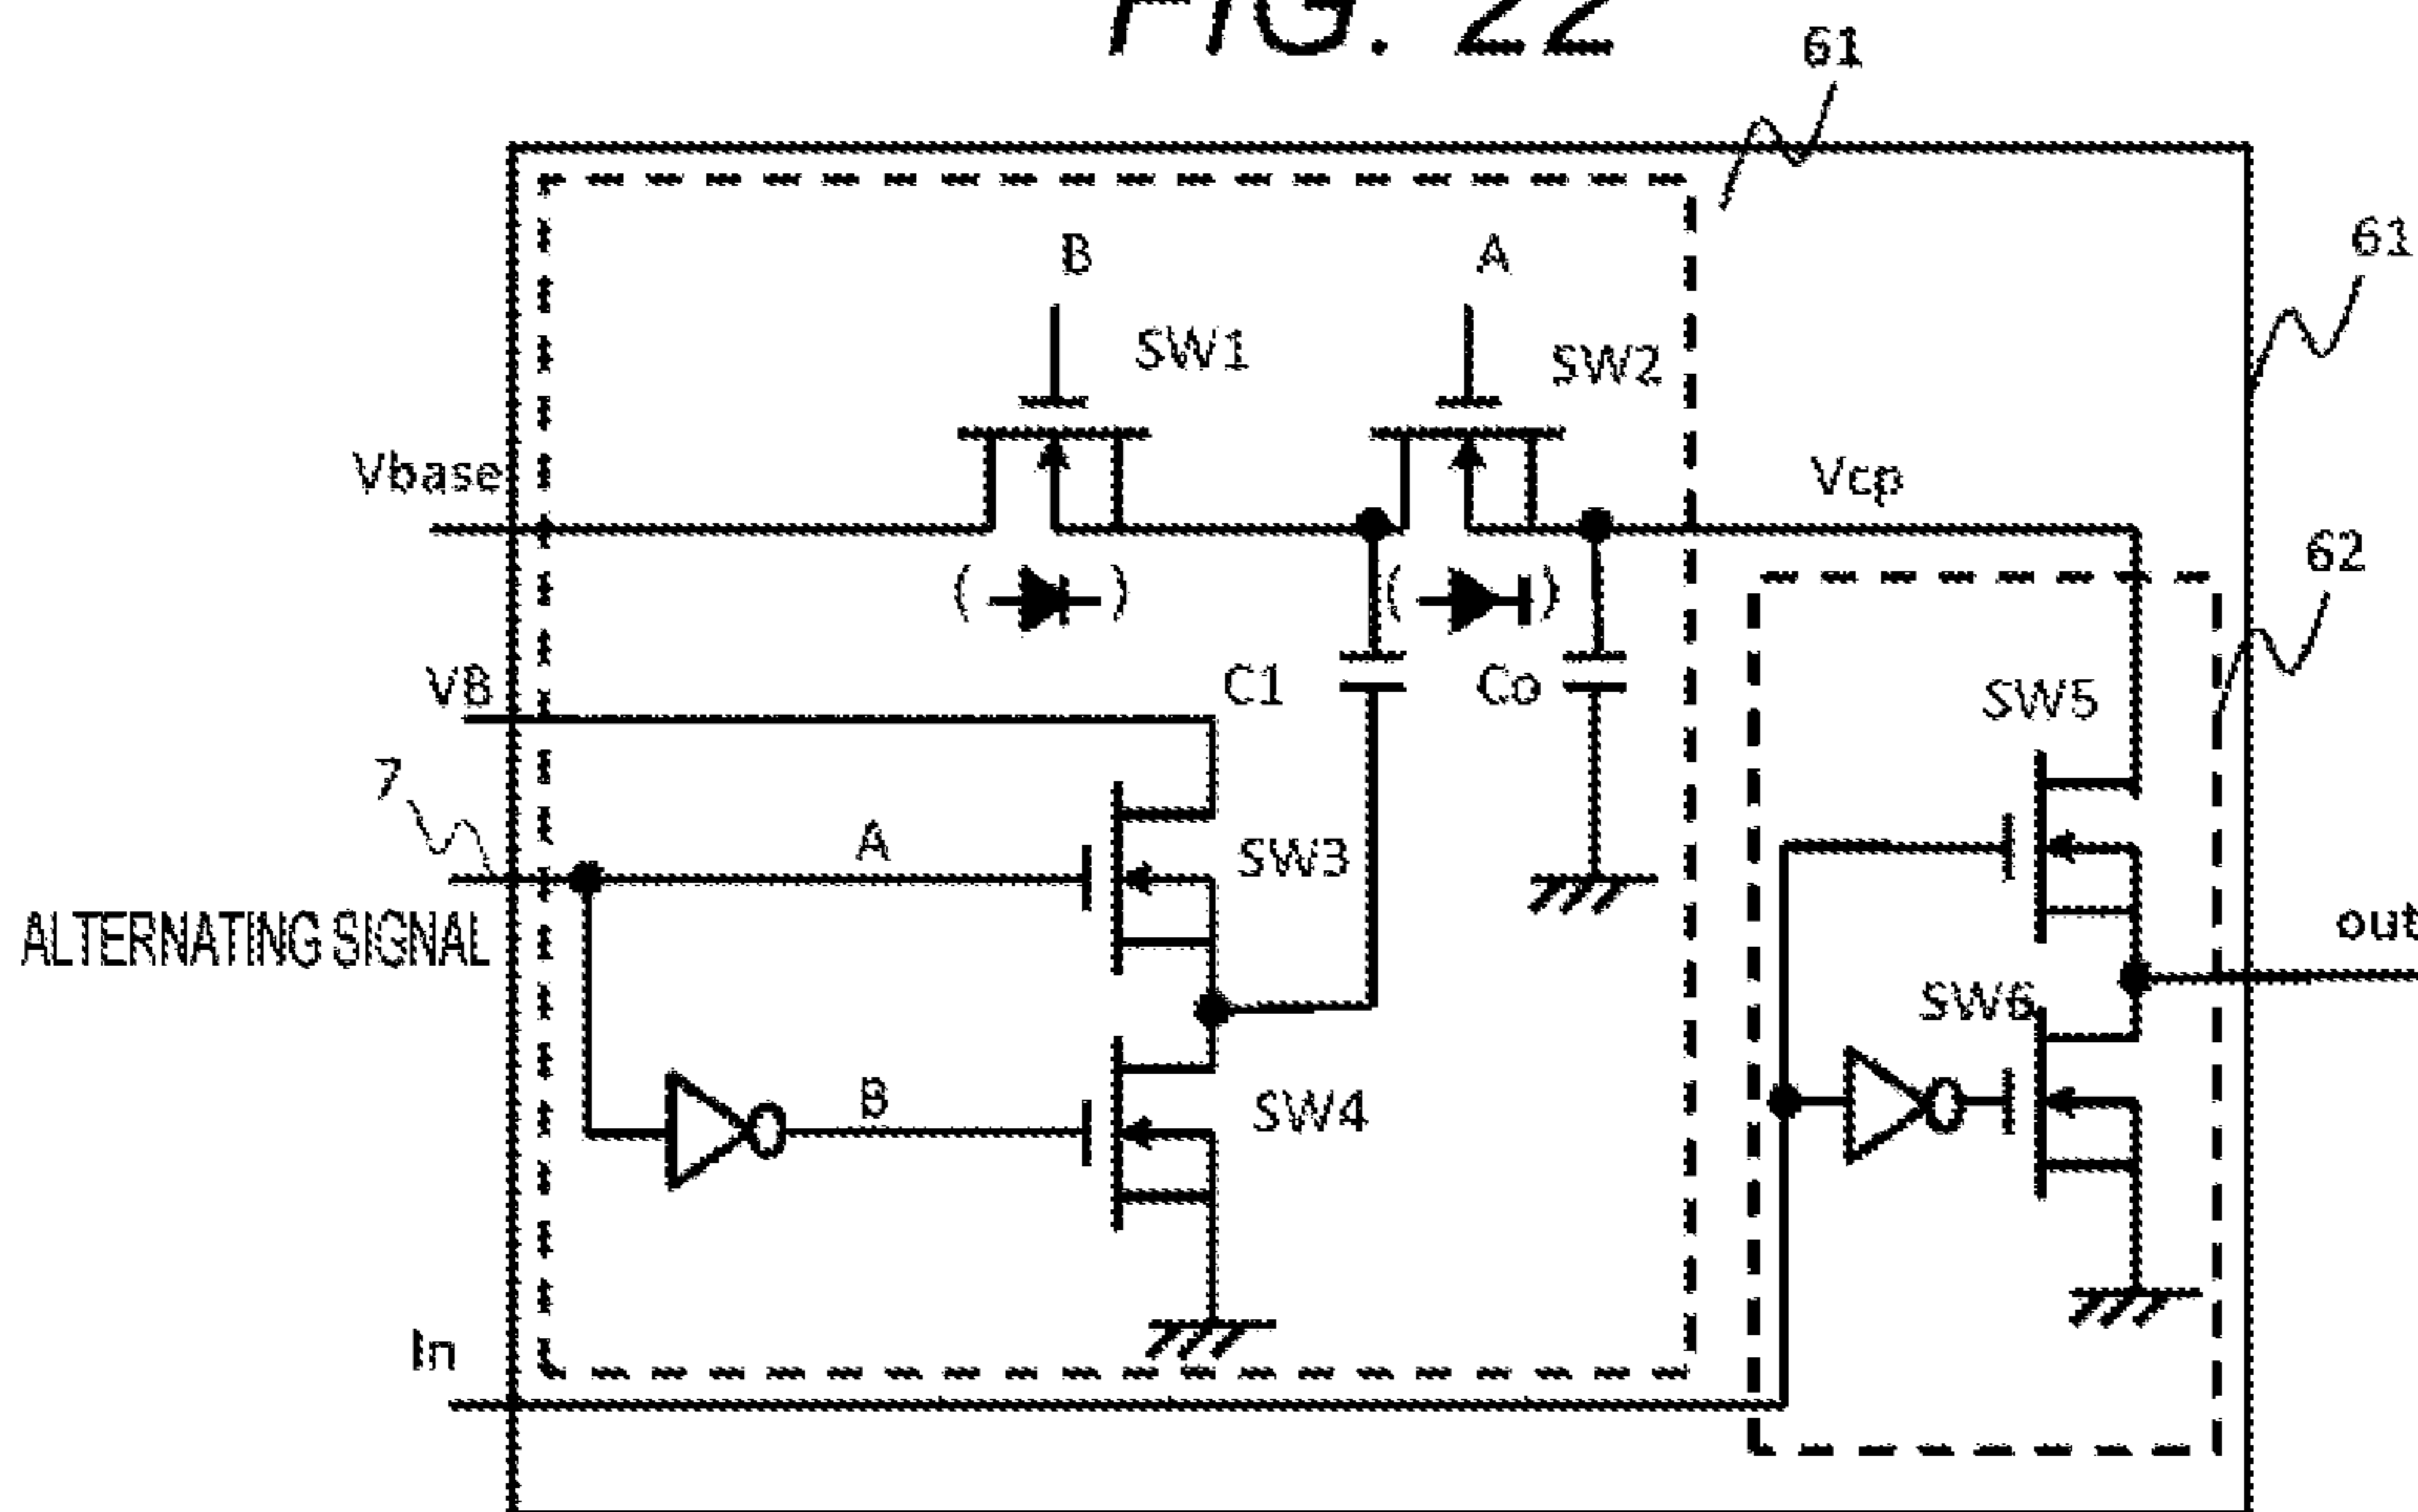 FIG. 22
61
61
B
A
SW1
SW2
Vbase
Vcp
62
( )
( )
VB
C1
Co
SW5
7
A
SW3
out
ALTERNATING SIGNAL
SW6
B
SW4
In